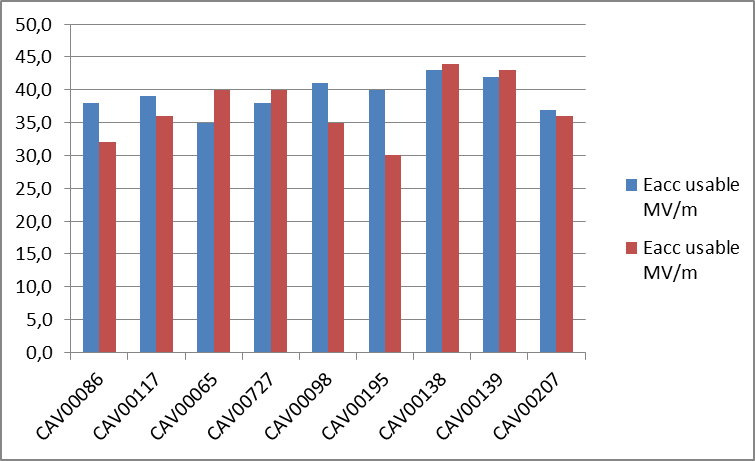 50,0
45,0
40,0
35,0
30,0
25,0
20,0
15,0
10,0
5,0
0,0
CAV00086
CAV00117
CAV00065
CAV00727
CAV00098
CAV00195
CAV00138
CAV00139
CAV00207
Eacc usable
MV/m
Eacc usable
MV/m